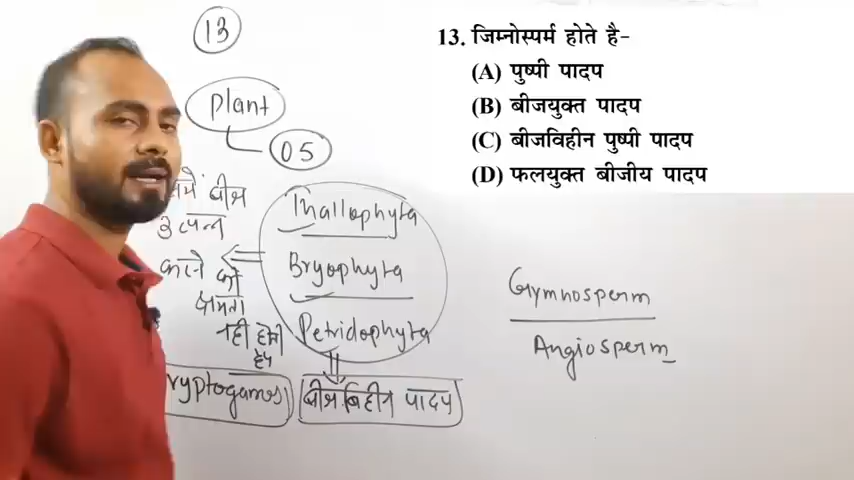 13
13. जिम्नोस्पर्म होते है-
(A) पुष्पी पादप
(B) बीजयुक्त पादप
(C) बीजविहीन पुष्पी पादप
(D) फलयुक्त बीजीय पादप
Plant
05
बीज
उत्पन्न
करने की
क्षमता
नही होती
है
Thallophyta
Bryophyta
Petridophyta
ryptogamos
बीज विहीन पादप
Gymnosperm
Angiosperm